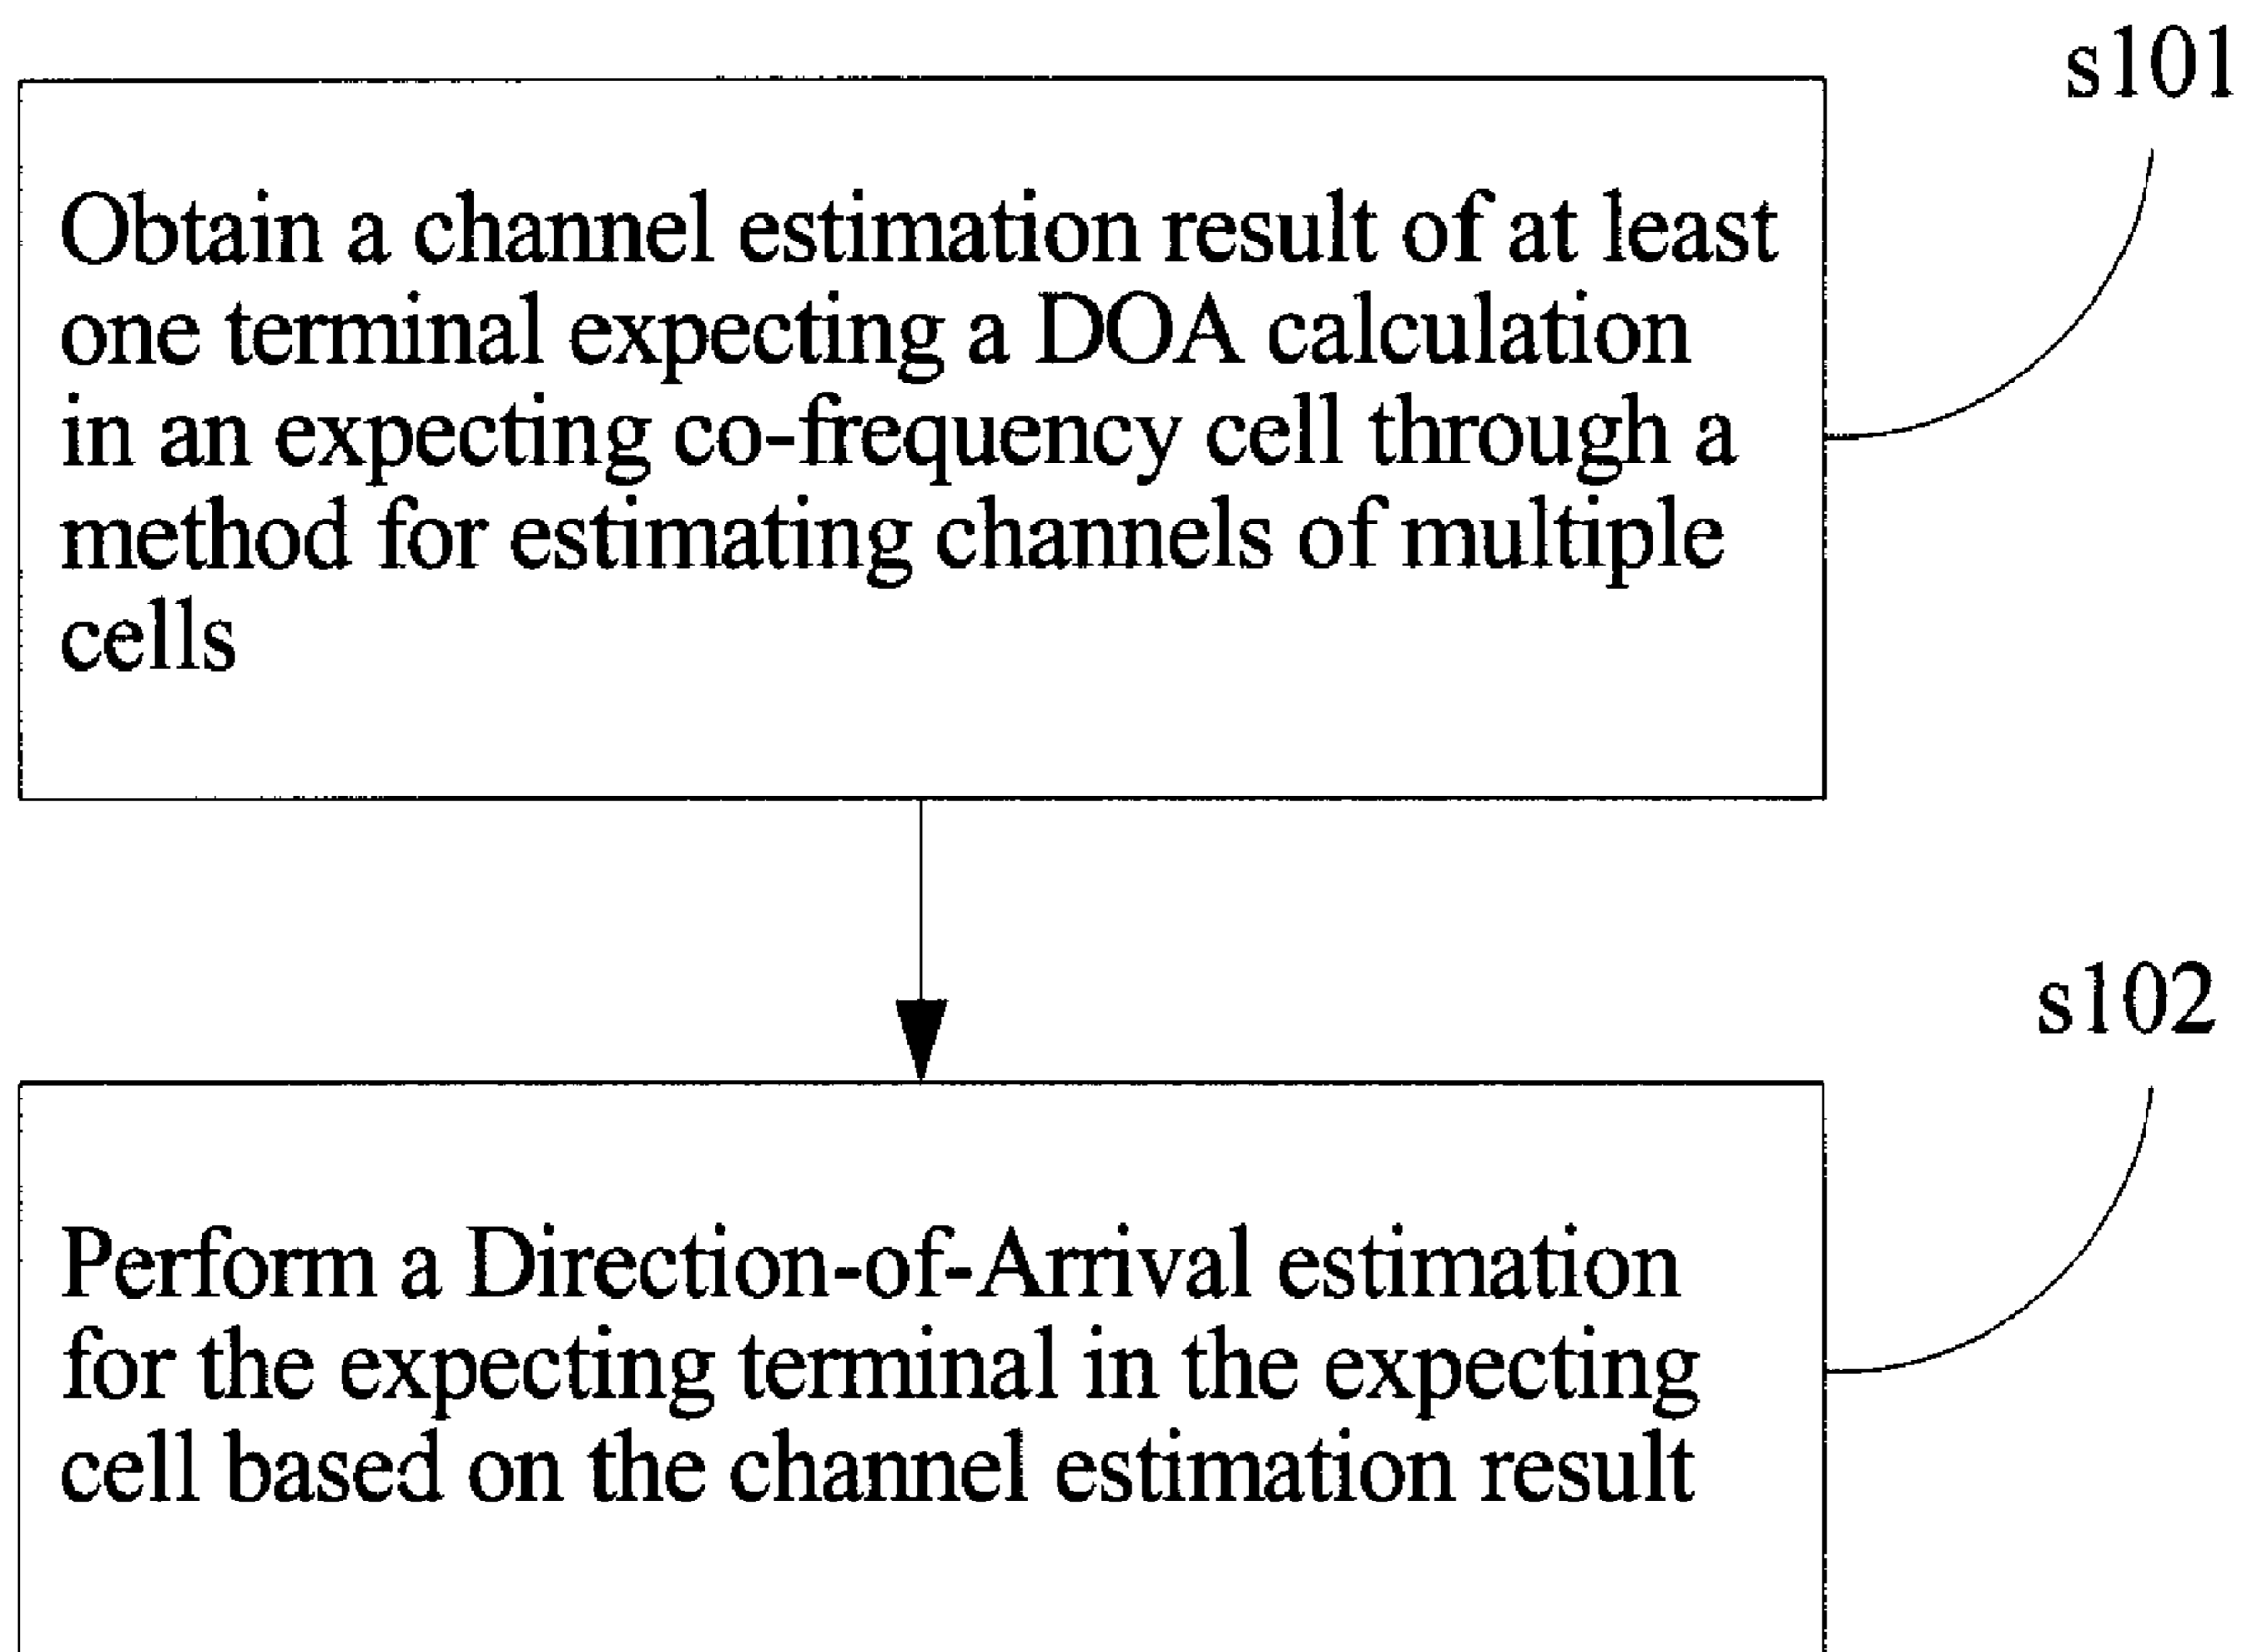 s101
Obtain a channel estimation result of at least
one terminal expecting a DOA calculation
in an expecting co-frequency cell through a
method for estimating channels of multiple
cells
s102
Perform a Direction-of-Arrival estimation
for the expecting terminal in the expecting
cell based on the channel estimation result